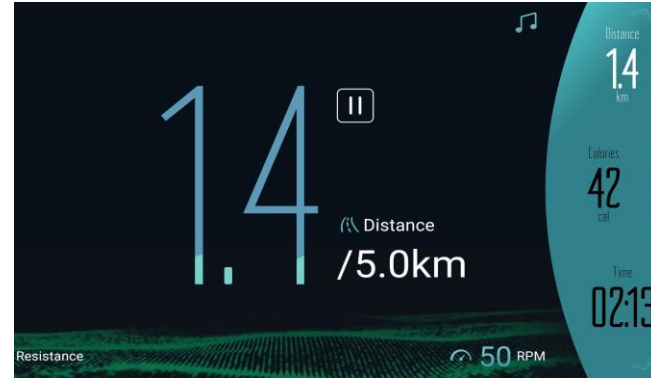 1.4
Distance
/5.0km
Resistance
50 RPM
Distance
1.4
km
Calories
42
cal
Time
02:13